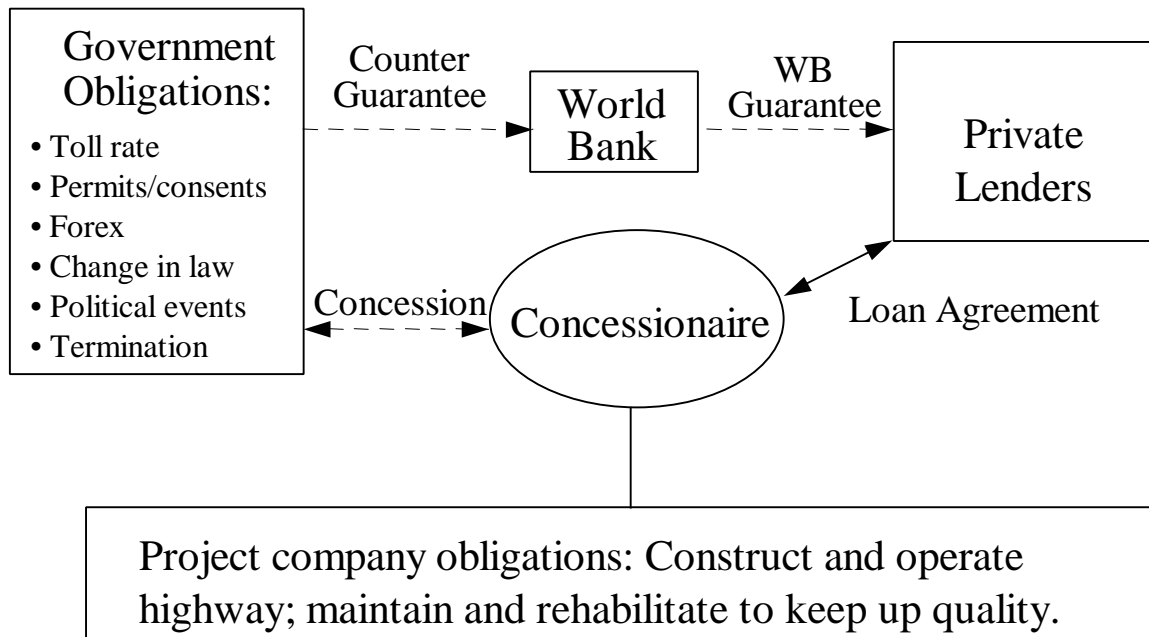 Government
Obligations:
• Toll rate
• Permits/consents
• Forex
• Change in law
• Political events
• Termination
Counter
Guarantee
World
Bank
WB
Guarantee
Private
Lenders
Concession
Concessionaire
Loan Agreement
Project company obligations: Construct and operate
highway; maintain and rehabilitate to keep up quality.